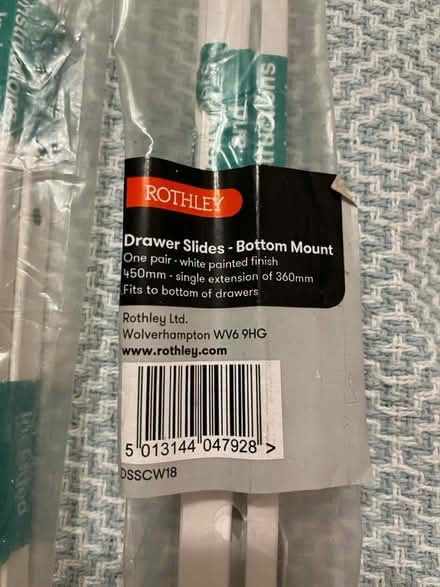 ROTHLEY
Drawer Slides - Bottom Mount
One pair - white painted finish
450mm - single extension of 360mm
Fits to bottom of drawers
Rothley Ltd.
Wolverhampton WV6 9HG
www.rothley.com
5 013144 047928 >
DSSCW18